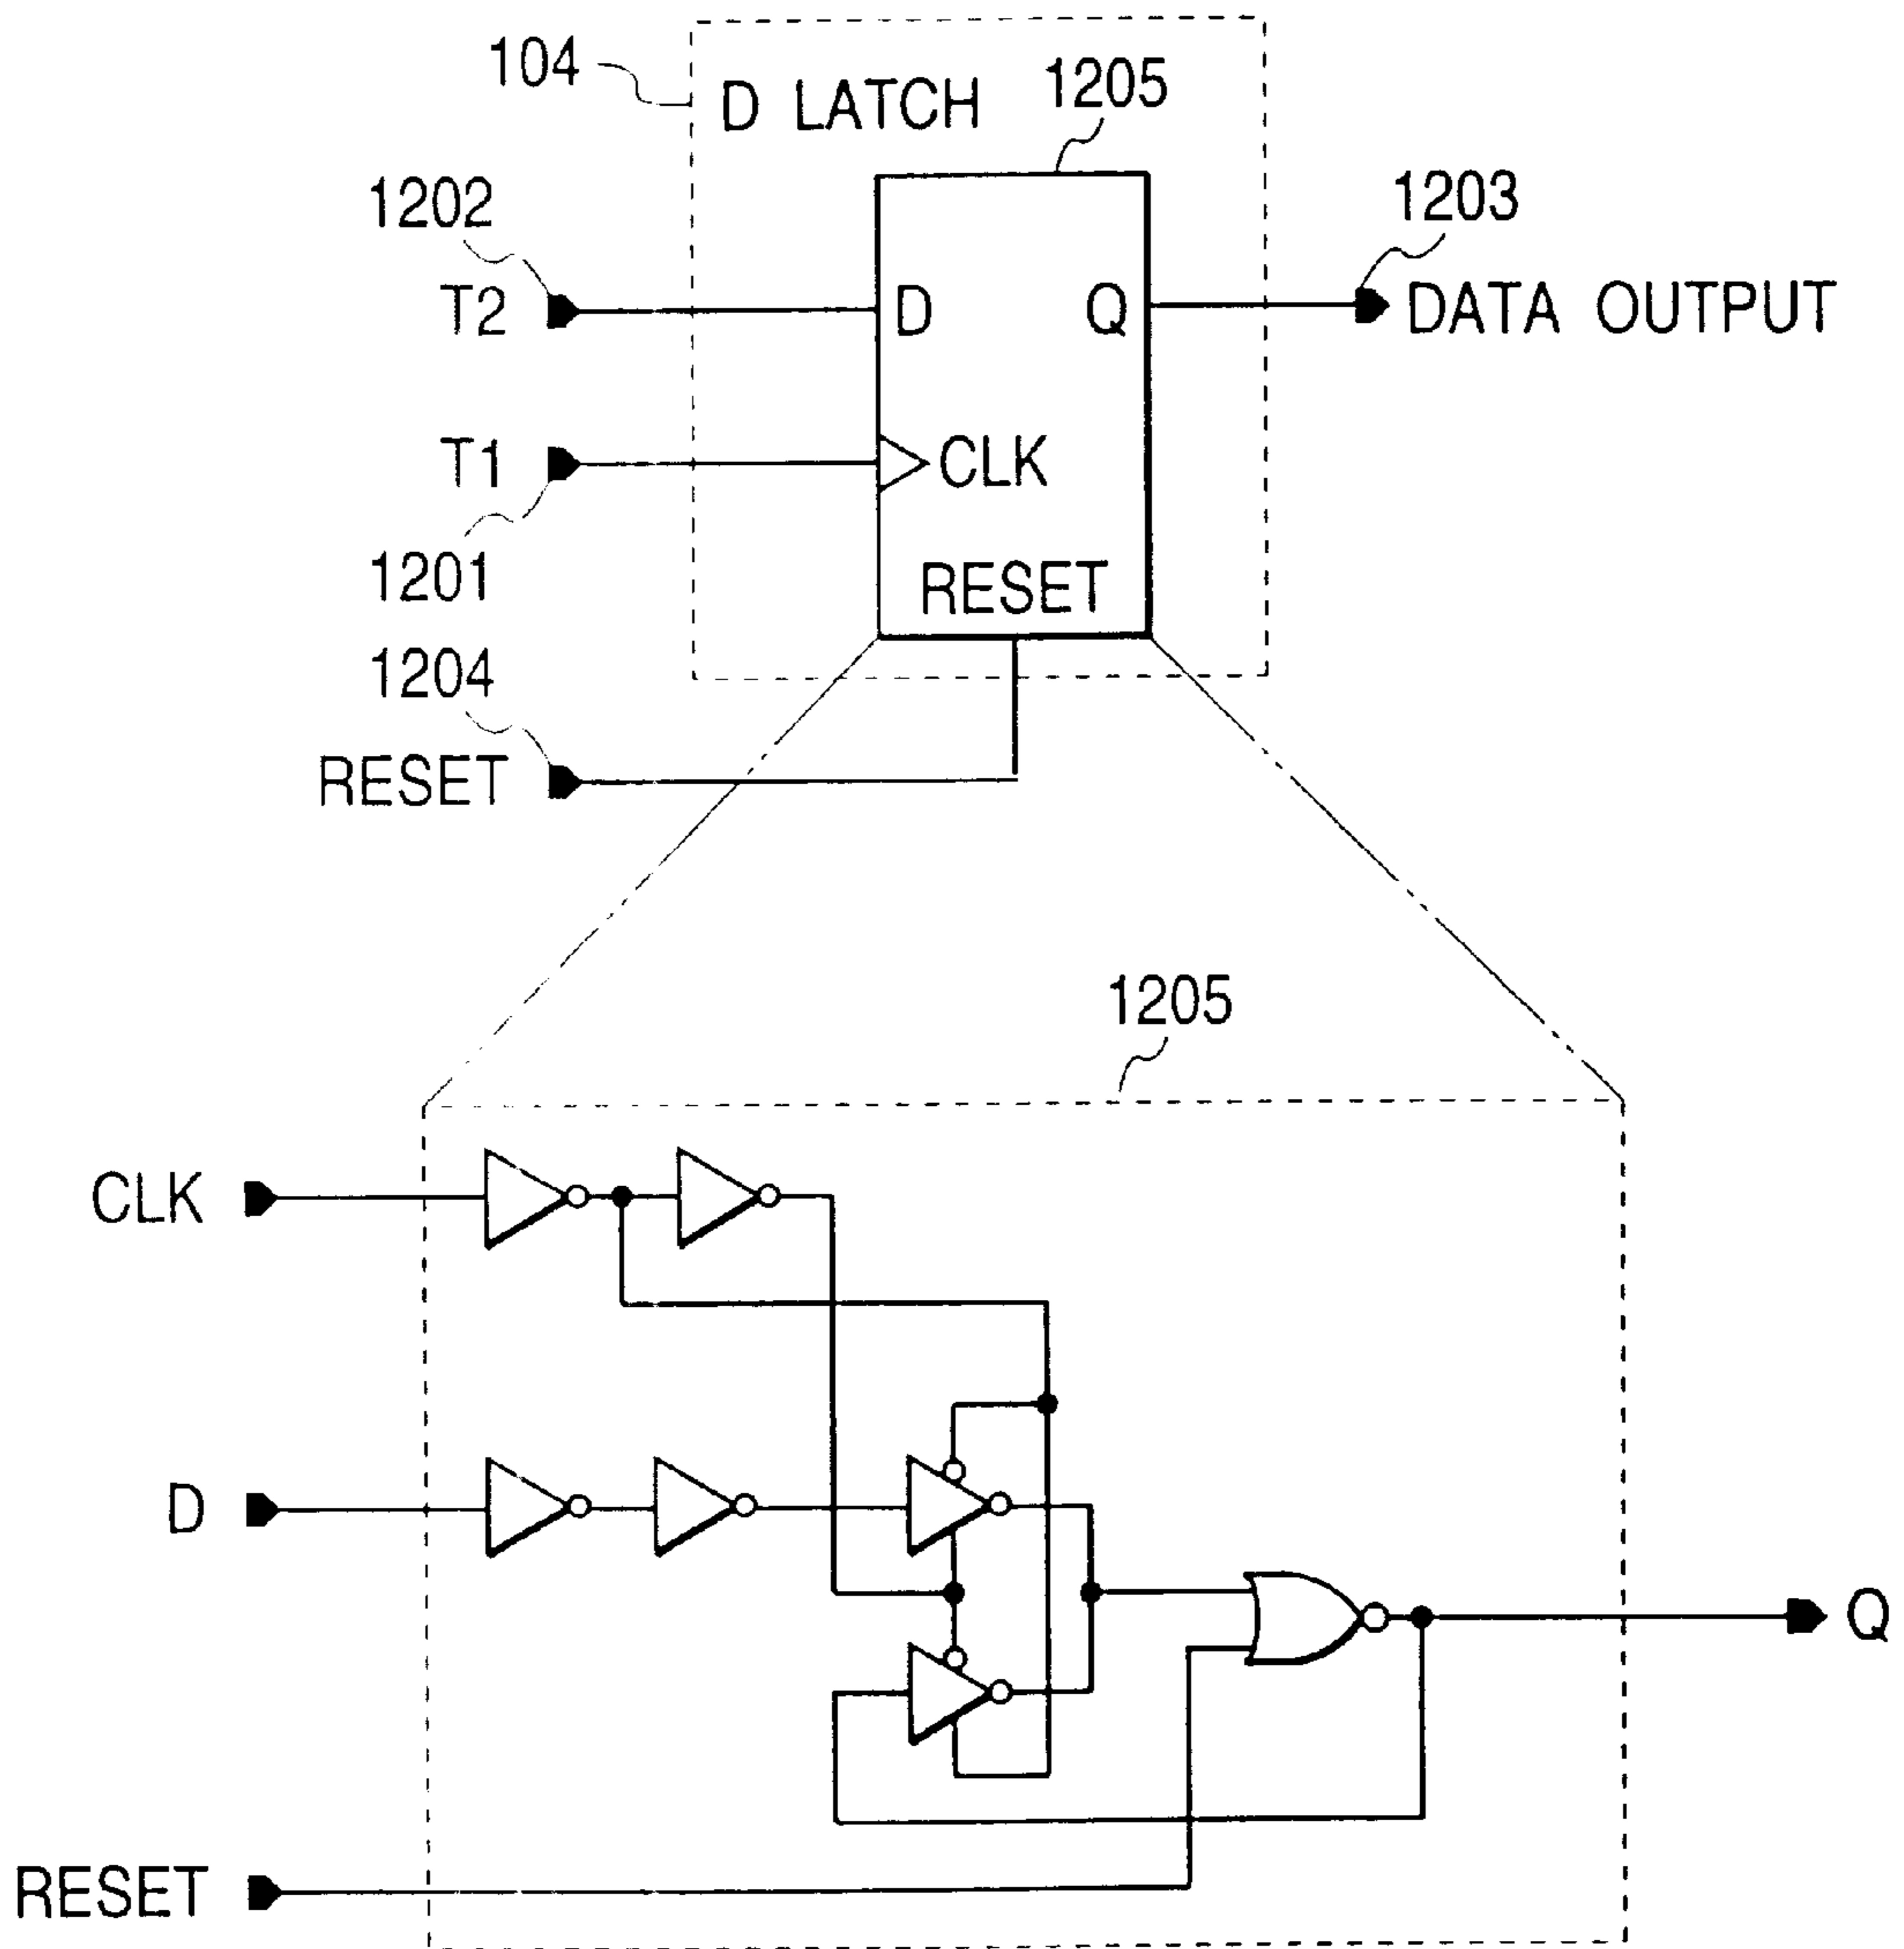 104
D LATCH
1205
1202
1203
T2
D
Q
DATA OUTPUT
T1
CLK
1201
RESET
1204
RESET
1205
CLK
D
Q
RESET